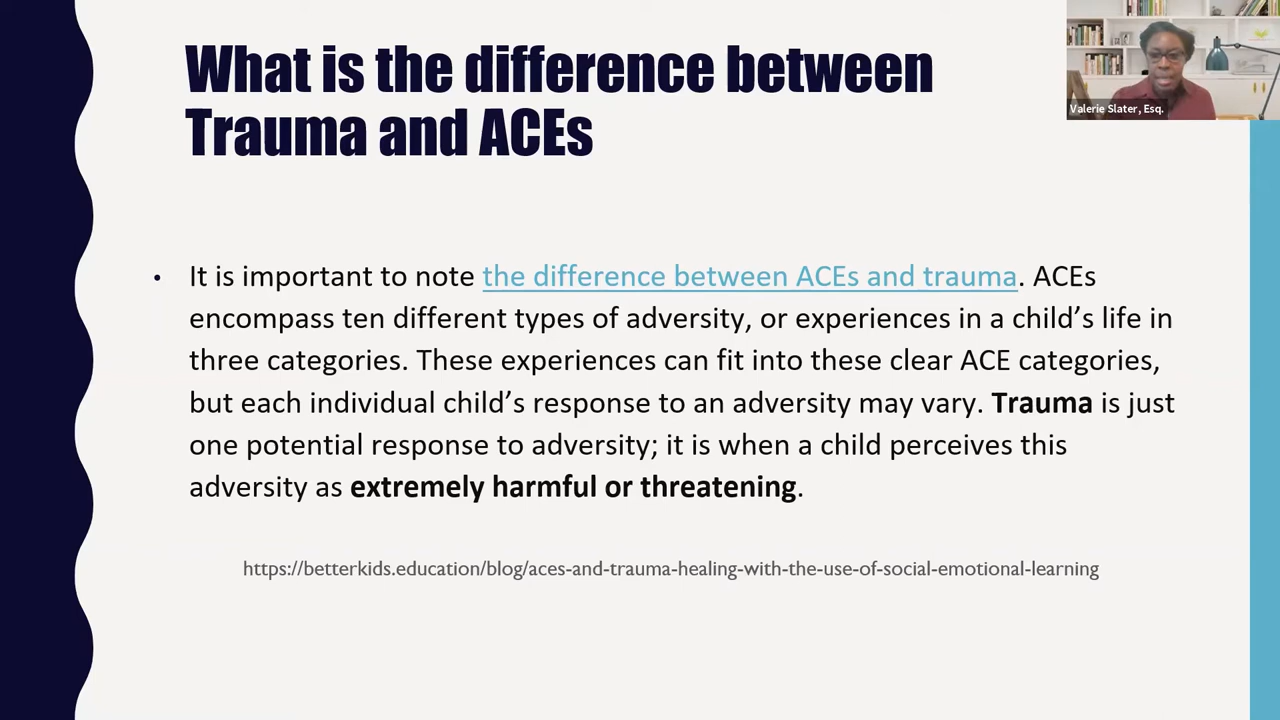 What is the difference between
Trauma and ACEs
Valerie Slater, Esq.
• It is important to note the difference between ACEs and trauma. ACEs
encompass ten different types of adversity, or experiences in a child’s life in
three categories. These experiences can fit into these clear ACE categories,
but each individual child’s response to an adversity may vary. Trauma is just
one potential response to adversity; it is when a child perceives this
adversity as extremely harmful or threatening.
https://betterkids.education/blog/aces-and-trauma-healing-with-the-use-of-social-emotional-learning